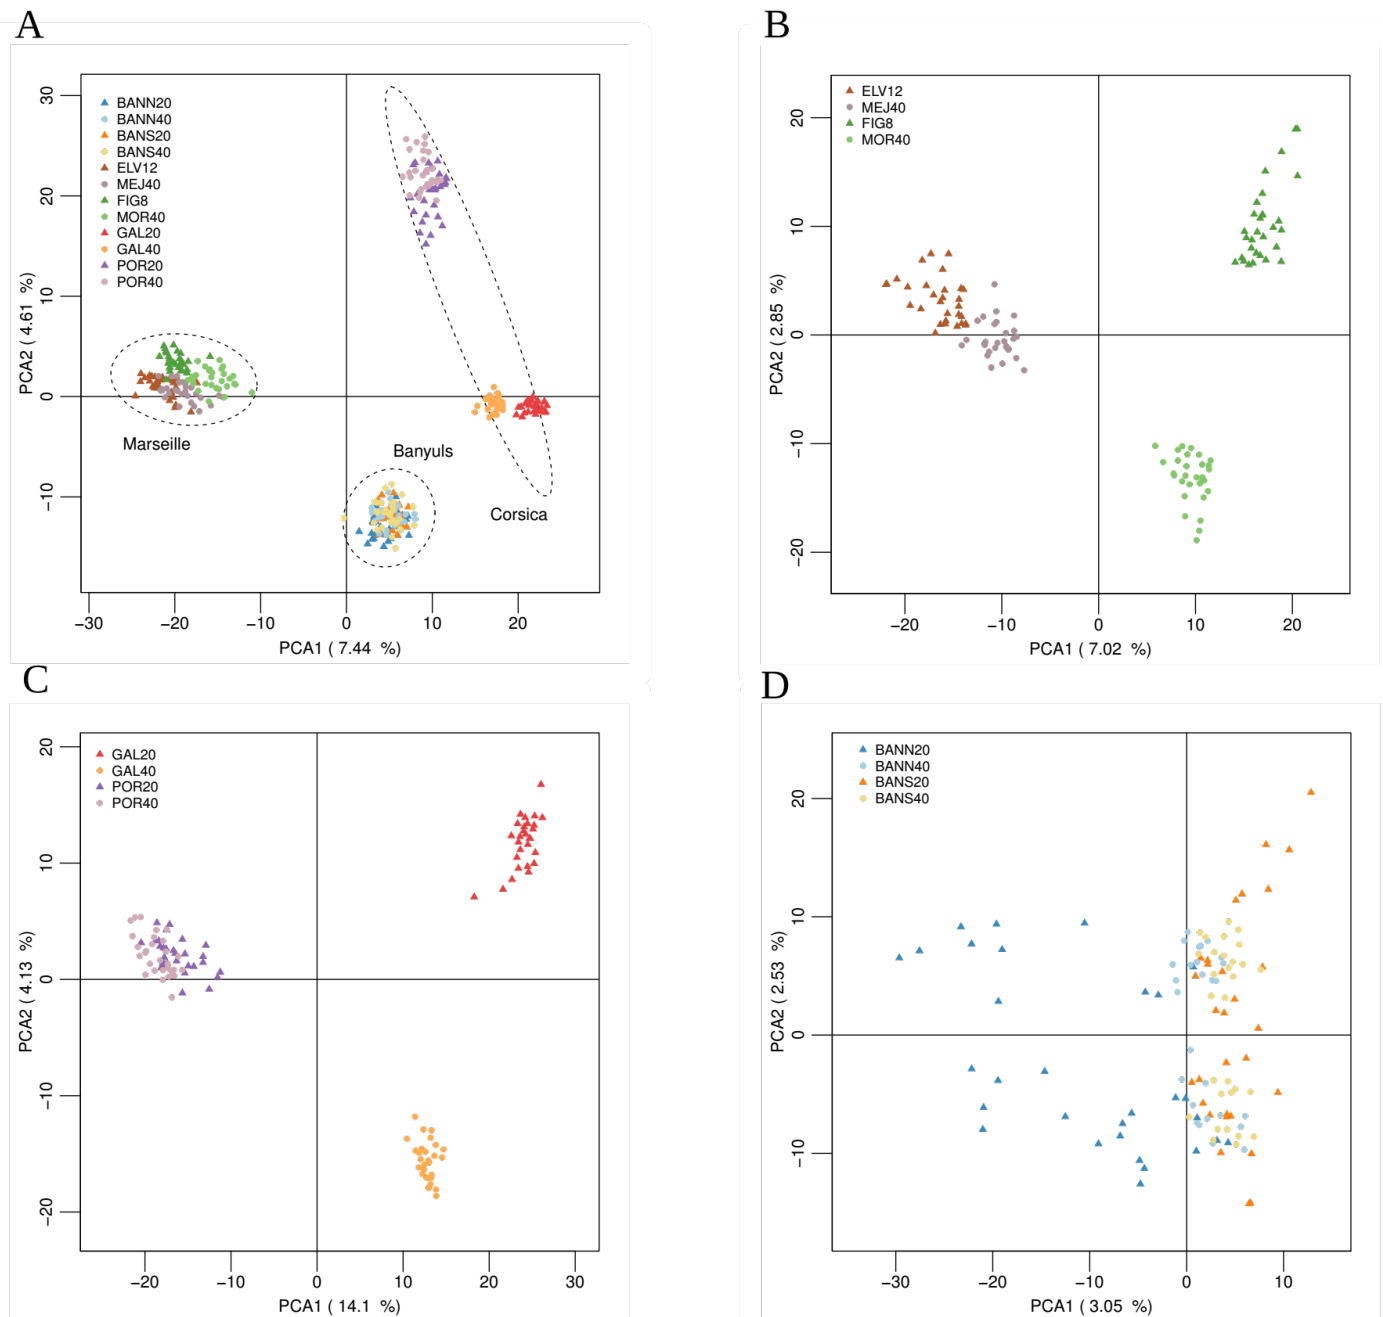 A
BANN20
BANN40
BANS20
BANS40
ELV12
MEJ40
FIG8
MOR40
GAL20
GAL40
POR20
POR40
30
20
10
0
−10
PCA2 ( 4.61 %)
Marseille
Banyuls
Corsica
−30 −20 −10 0 10 20
PCA1 ( 7.44 %)
B
ELV12
MEJ40
FIG8
MOR40
20
10
0
−10
−20
PCA2 ( 2.85 %)
−20 −10 0 10 20
PCA1 ( 7.02 %)
C
GAL20
GAL40
POR20
POR40
20
10
0
−10
−20
PCA2 ( 4.13 %)
−20 −10 0 10 20 30
PCA1 ( 14.1 %)
D
BANN20
BANN40
BANS20
BANS40
20
10
0
−10
PCA2 ( 2.53 %)
−30 −20 −10 0 10
PCA1 ( 3.05 %)